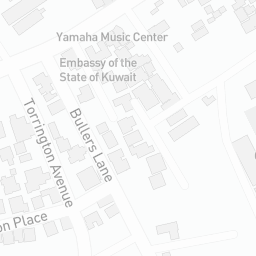 Yamaha Music Center
Embassy of the
State of Kuwait
Torrington Avenue
Bullers Lane
Place